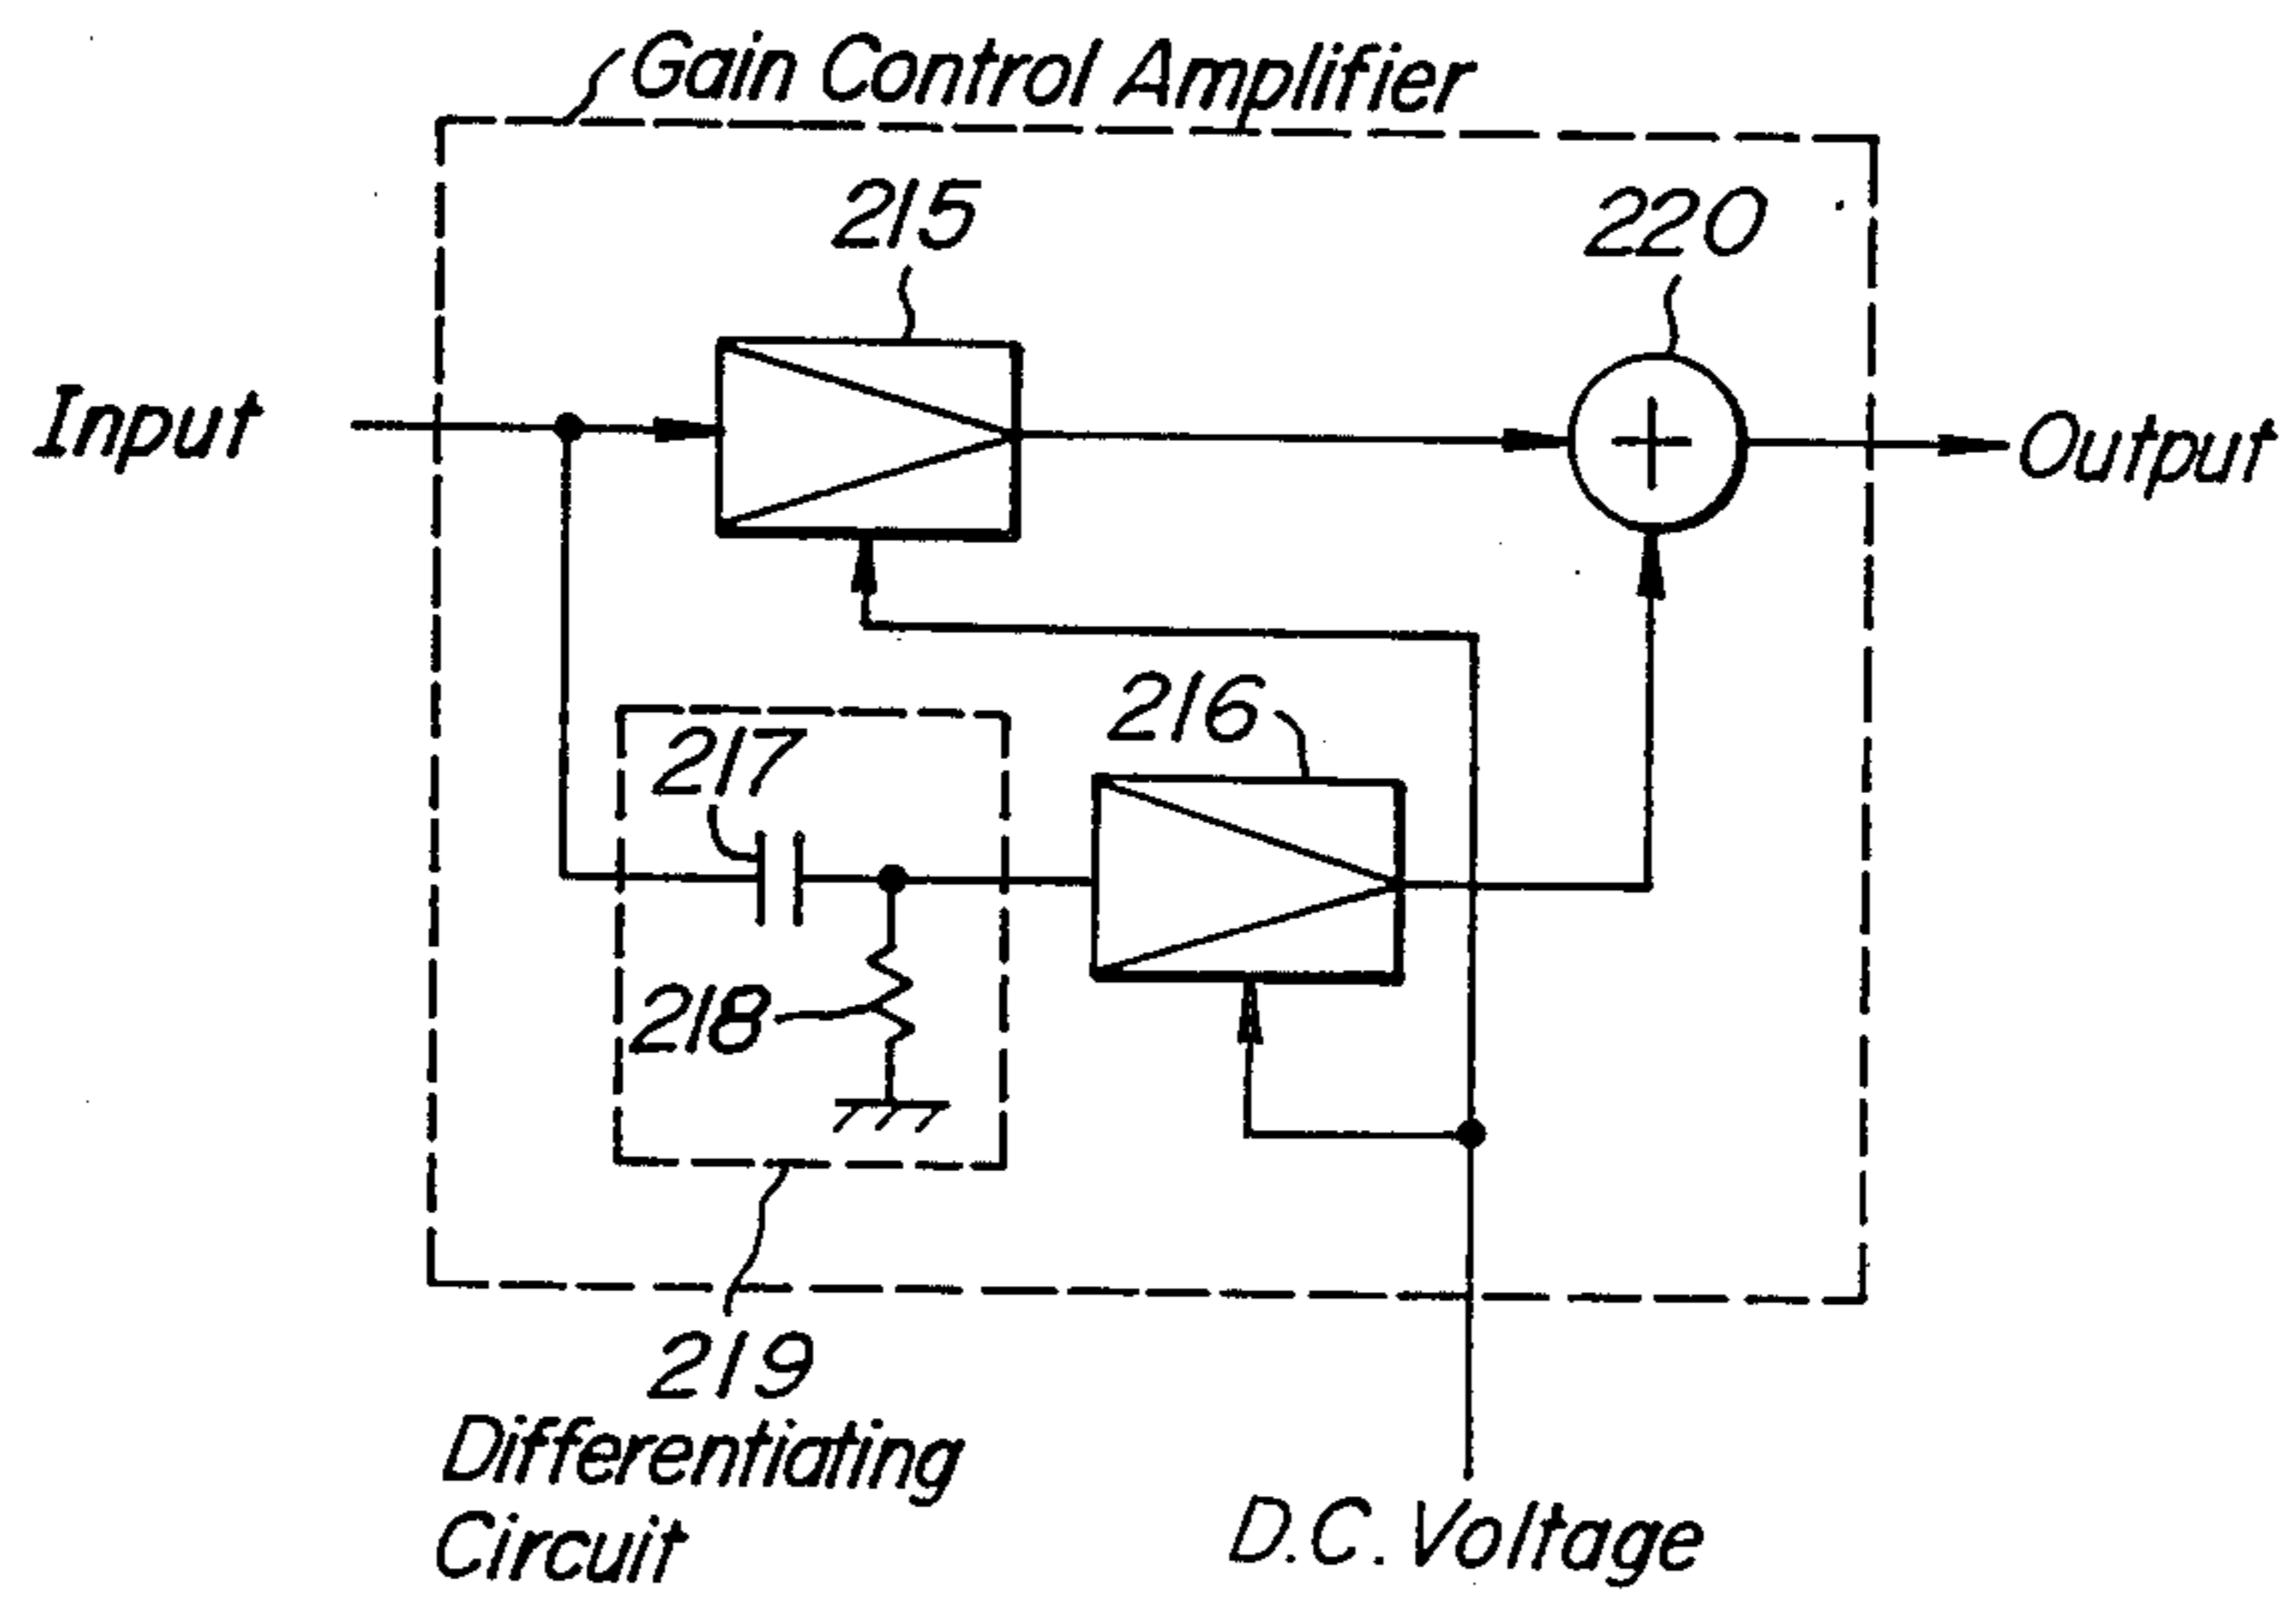 Gain Control Amplifier
215
220
Input
+
Output
216
217
218
219
Differentiating
Circuit
D.C. Voltage